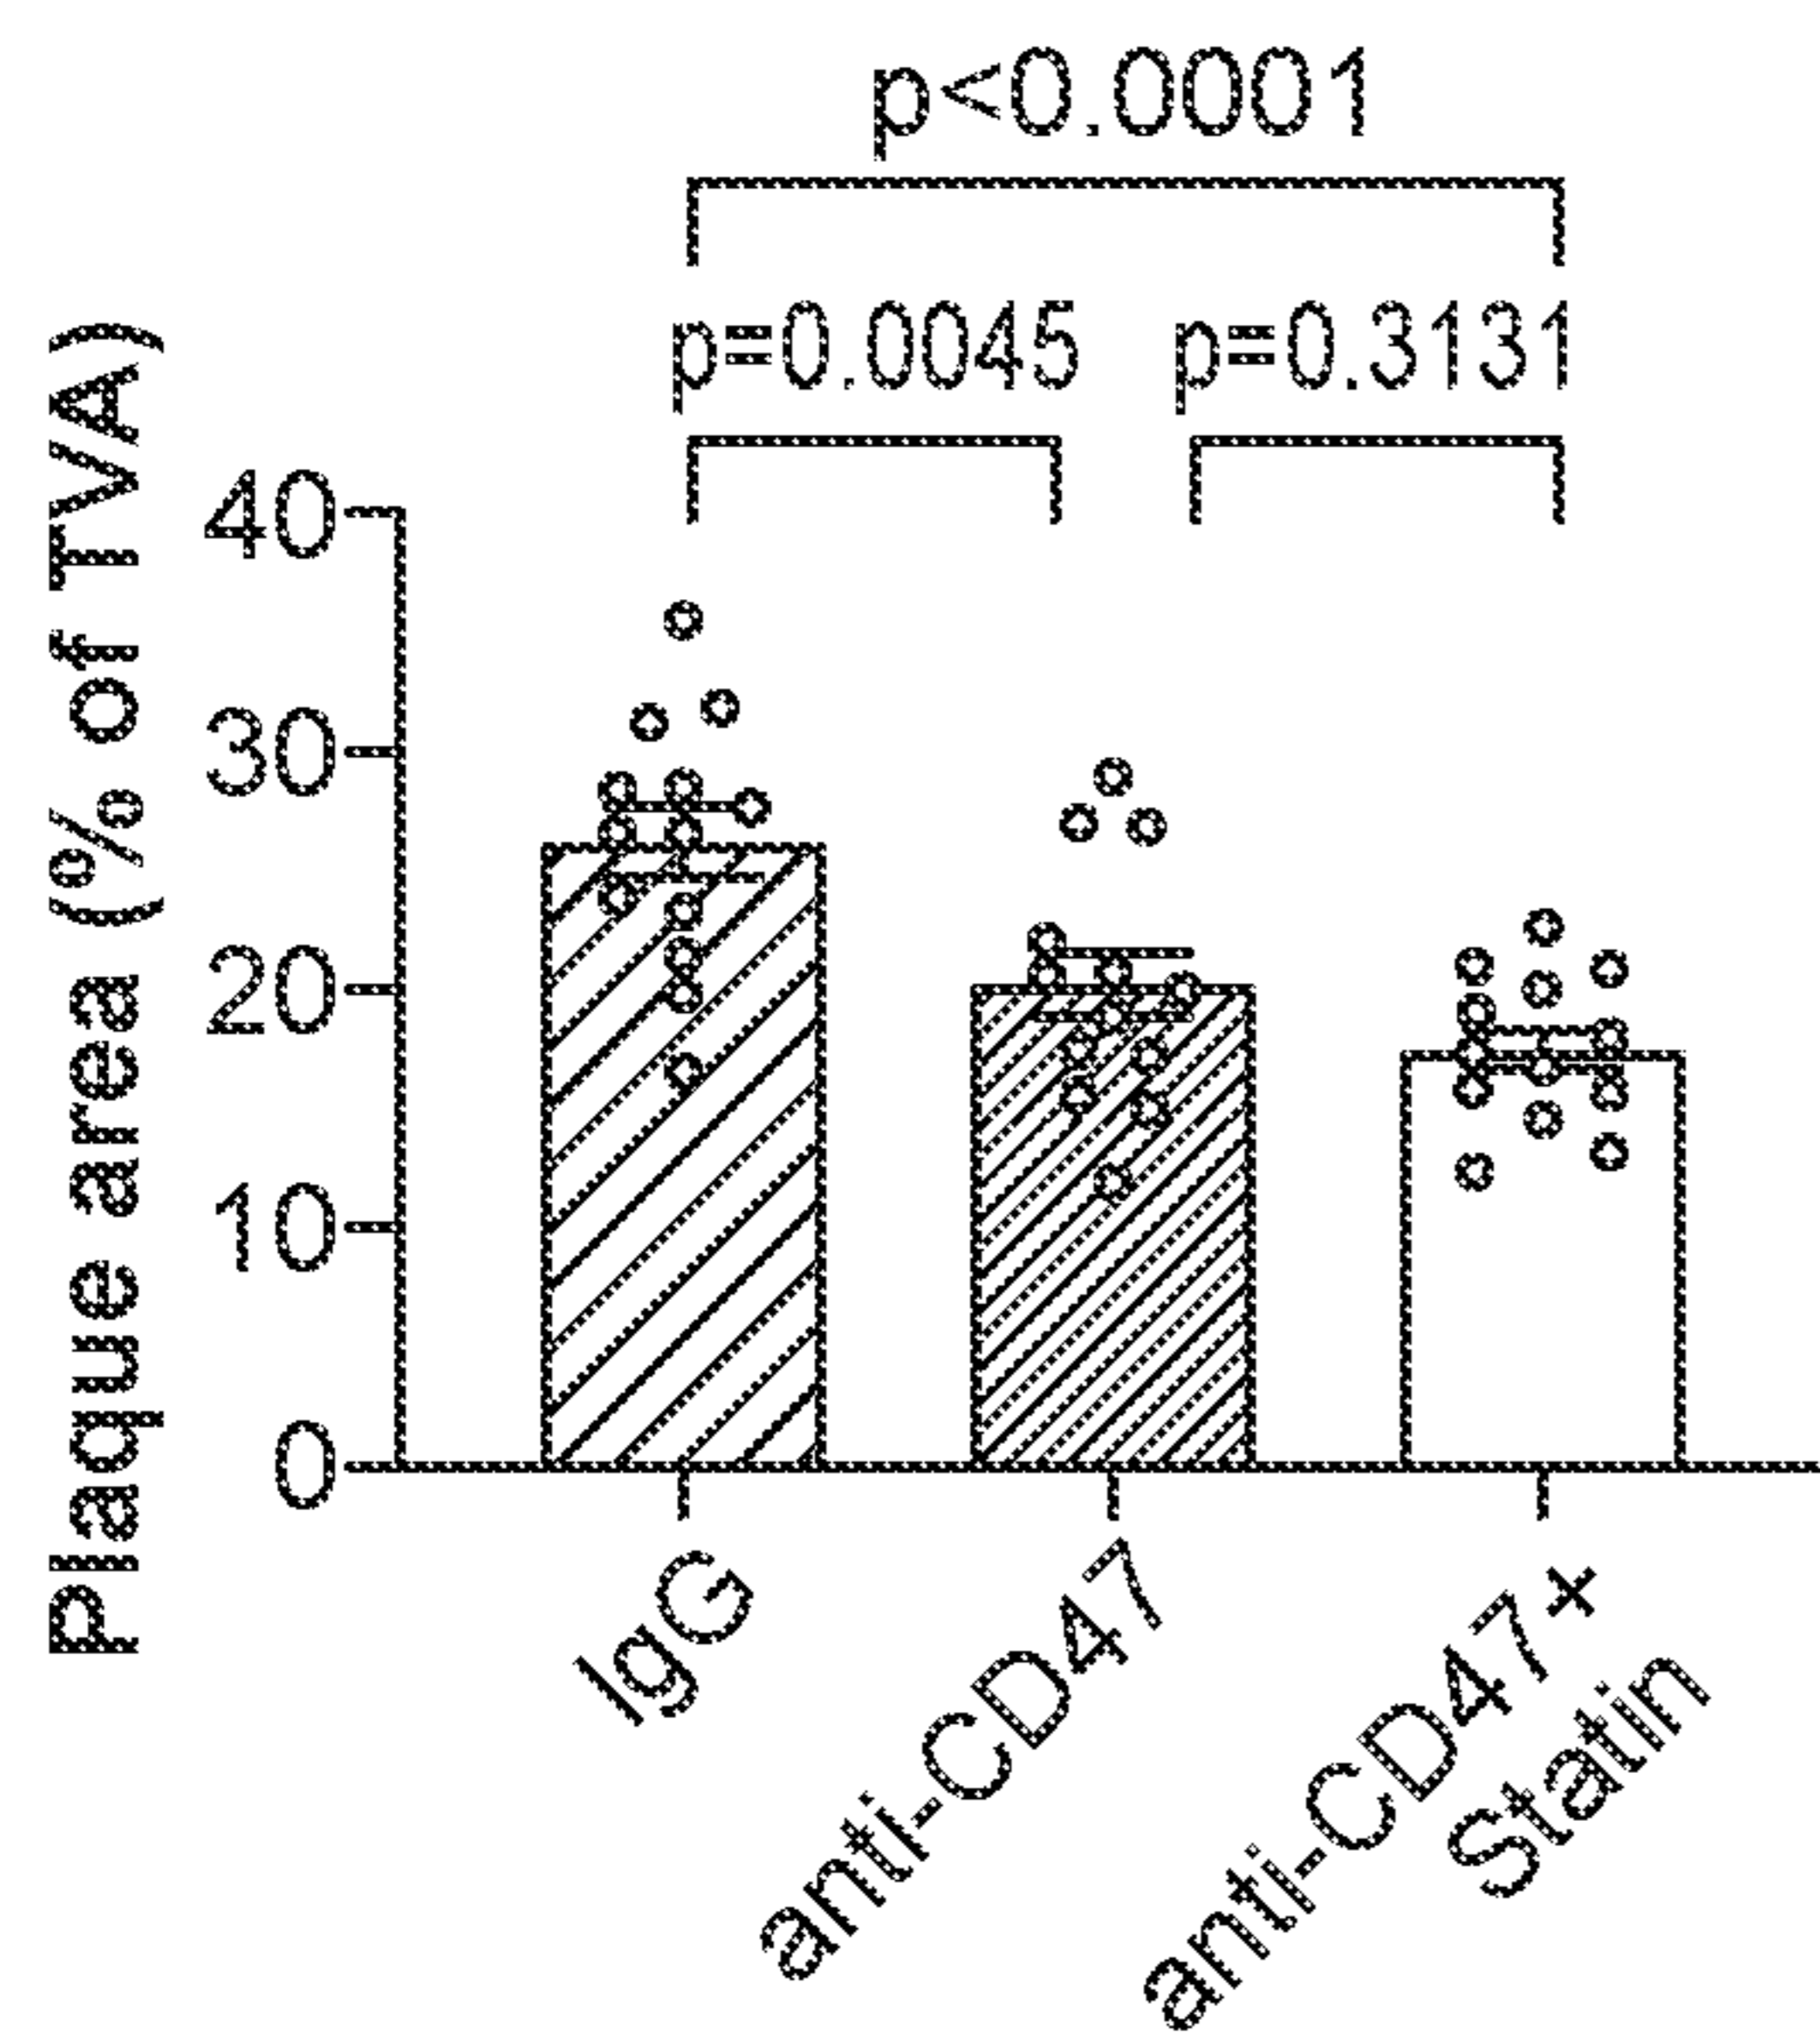 p<0.0001
p=0.0045 p=0.3131
Plaque area (% of TVA)
40
30
20
10
0
IgG
anti-CD47
anti-CD47+
Statin